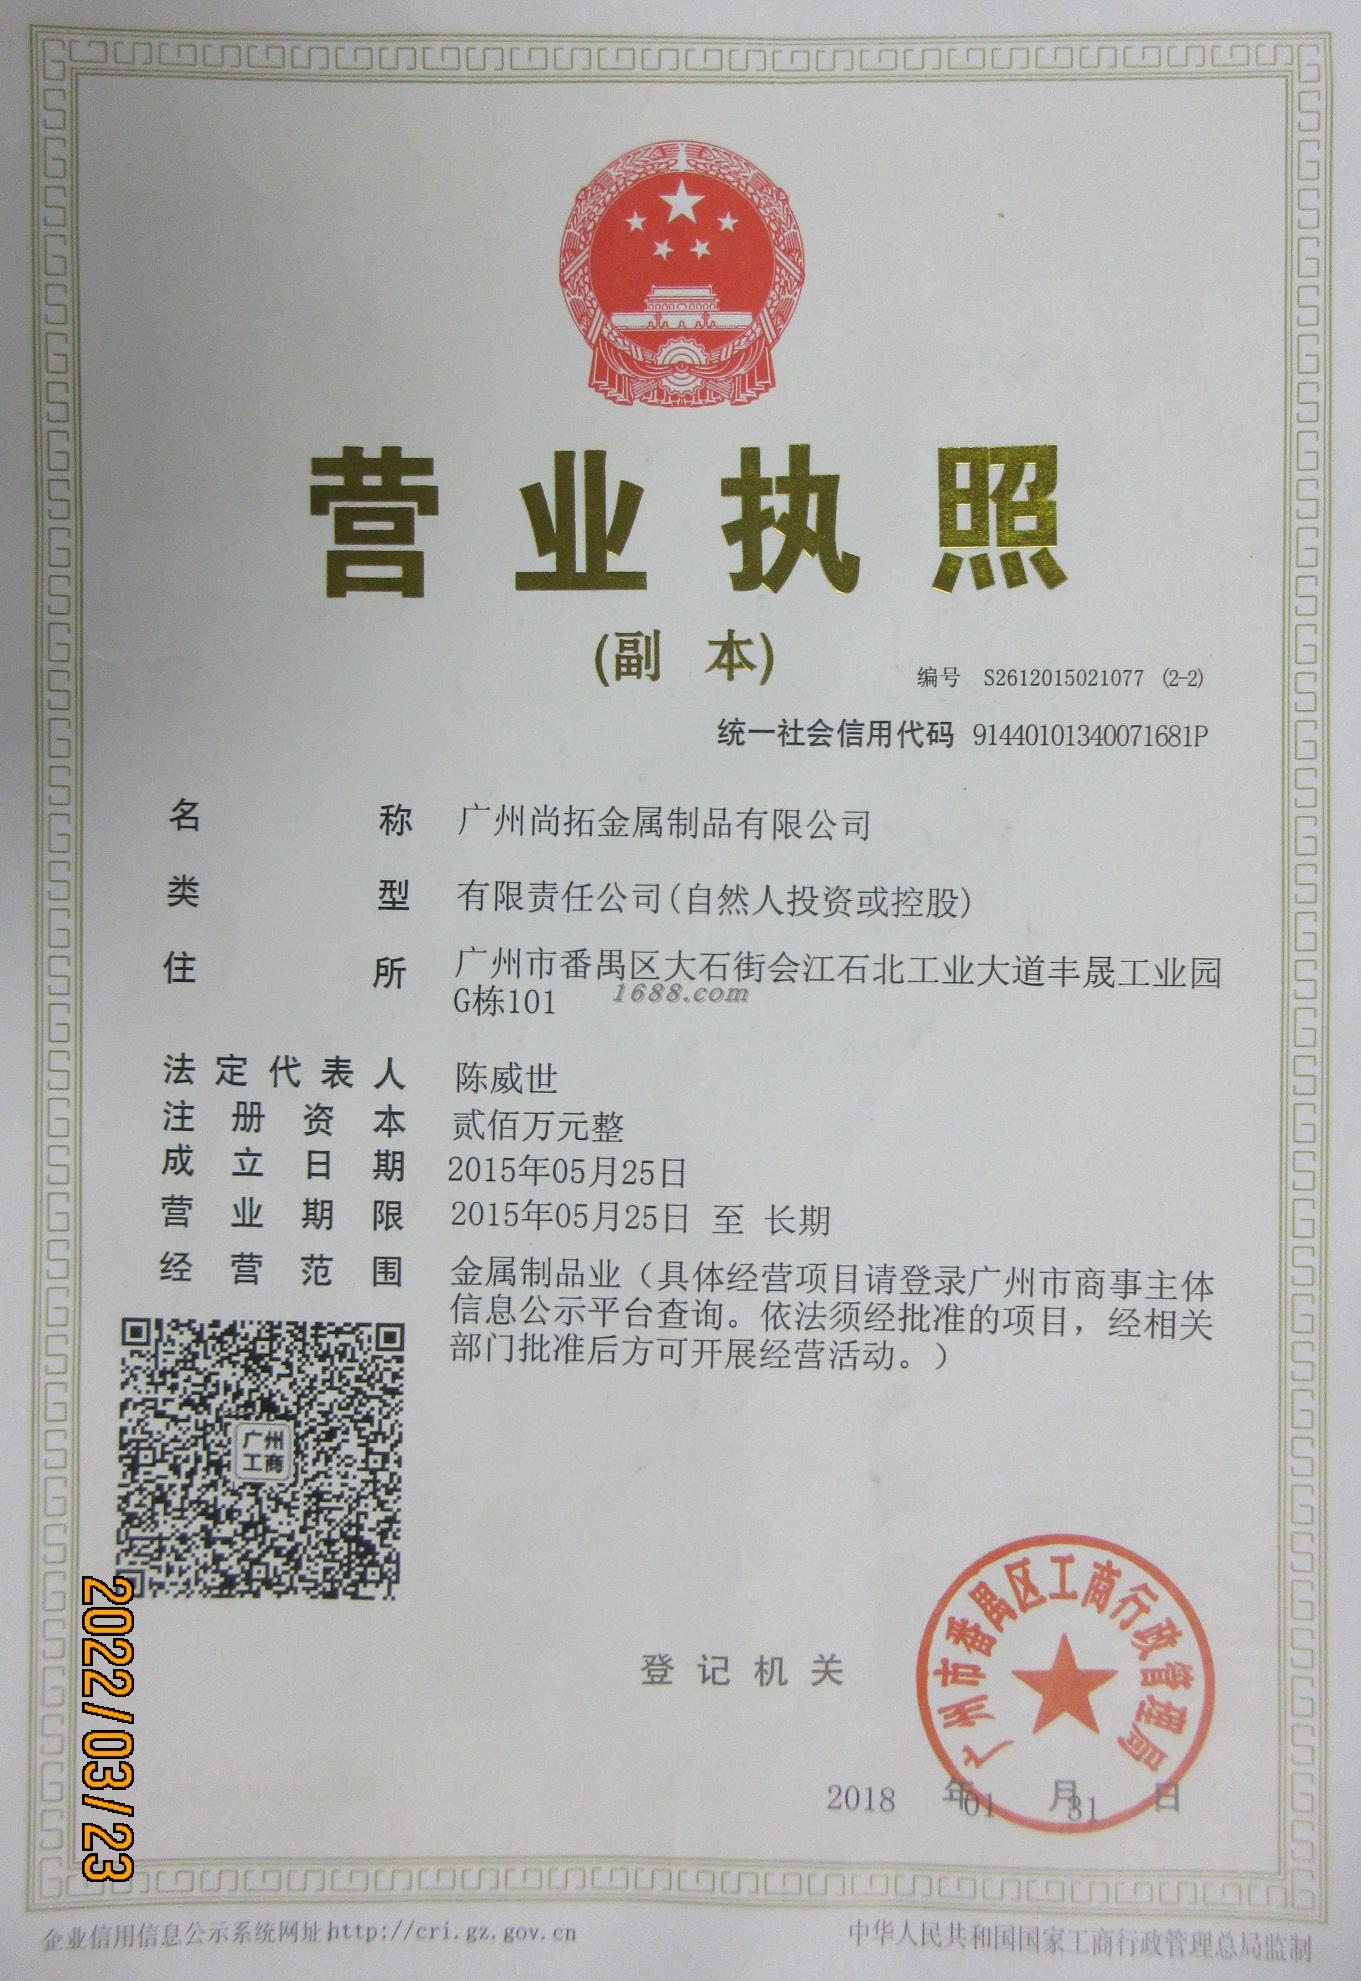 营业执照
(副 本)
编号 S2612015021077 (2-2)
统一社会信用代码 91440101340071681P
名称 广州尚拓金属制品有限公司
类型 有限责任公司(自然人投资或控股)
住所 广州市番禺区大石街会江石北工业大道丰晟工业园
G栋101
1688.com
法定代表人 陈威世
注册资本 贰佰万元整
成立日期 2015年05月25日
营业期限 2015年05月25日 至 长期
经营范围 金属制品业（具体经营项目请登录广州市商事主体
信息公示平台查询。依法须经批准的项目，经相关
部门批准后方可开展经营活动。）
广州
工商
登记机关
广州市番禺区工商行政管理局
2018 年01 月31 日
2022/03/23
企业信用信息公示系统网址http://cri.gz.gov.cn
中华人民共和国国家工商行政管理总局监制